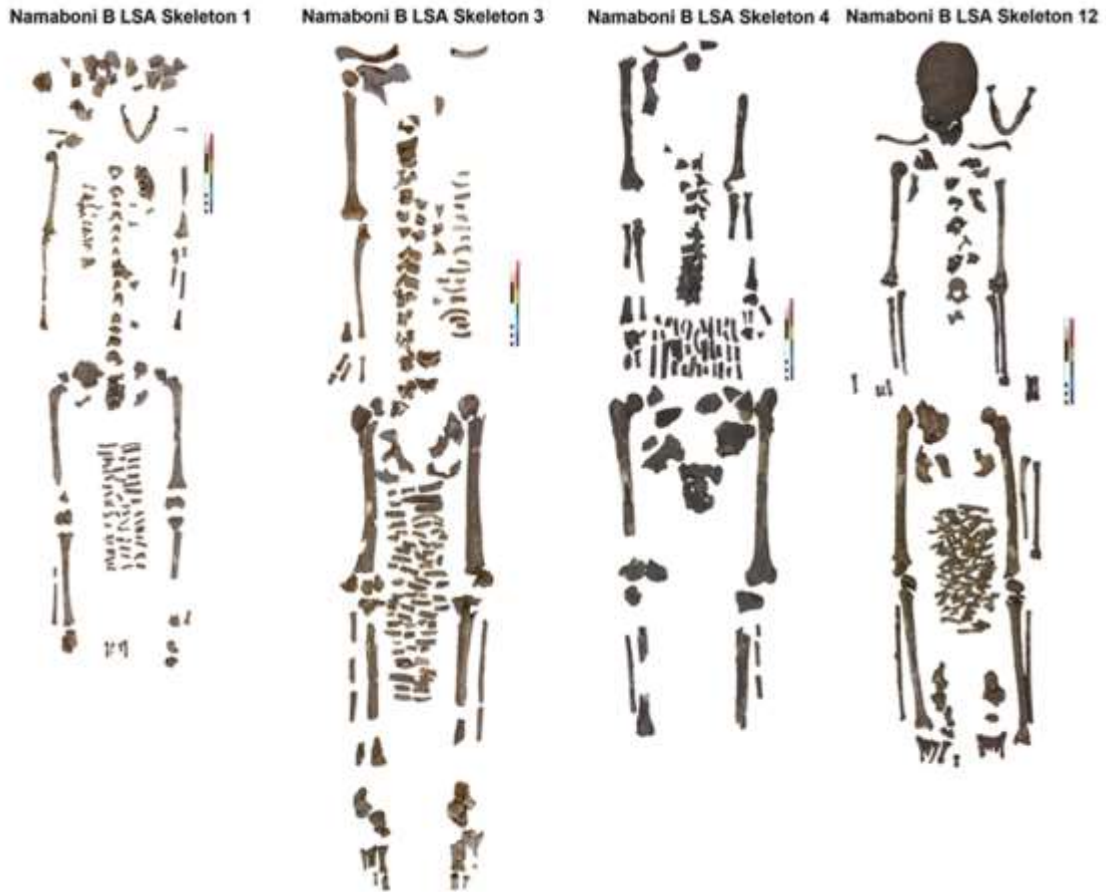 Namaboni B LSA Skeleton 1
Namaboni B LSA Skeleton 3
Namaboni B LSA Skeleton 4
Namaboni B LSA Skeleton 12